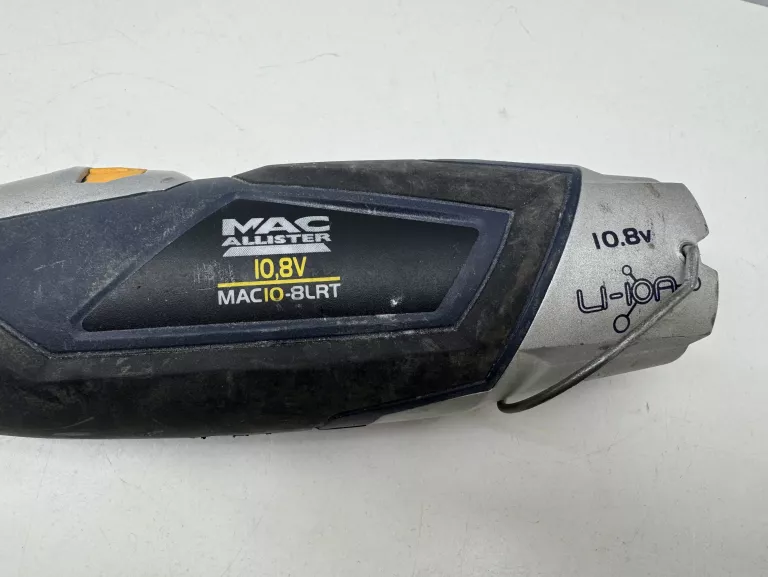 MAC
ALLISTER
10,8V
MAC10-8LRT
10.8V
LI-ION